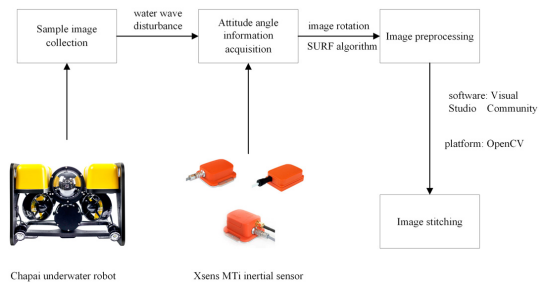 Sample image
collection
water wave
disturbance
Attitude angle
information
acquisition
image rotation
SURF algorithm
Image preprocessing
software: Visual
Studio Community
platform: OpenCV
Image stitching
Chapai underwater robot
Xsens MTi inertial sensor